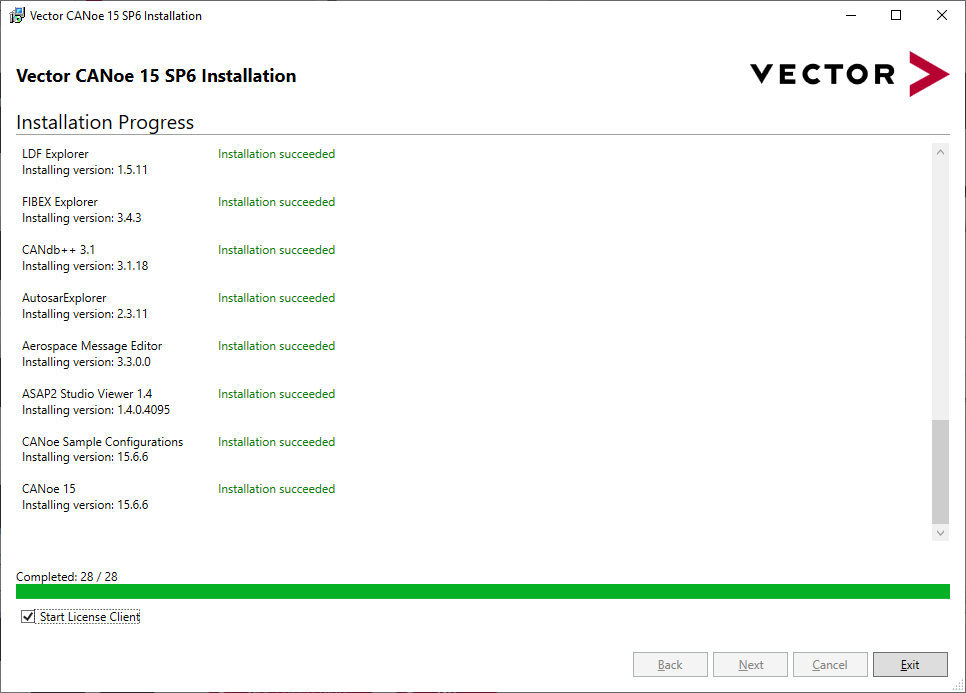 Vector CANoe 15 SP6 Installation
Vector CANoe 15 SP6 Installation
VECTOR
Installation Progress
LDF Explorer Installation succeeded
Installing version: 1.5.11
FIBEX Explorer Installation succeeded
Installing version: 3.4.3
CANdb++ 3.1 Installation succeeded
Installing version: 3.1.18
AutosarExplorer Installation succeeded
Installing version: 2.3.11
Aerospace Message Editor Installation succeeded
Installing version: 3.3.0.0
ASAP2 Studio Viewer 1.4 Installation succeeded
Installing version: 1.4.0.4095
CANoe Sample Configurations Installation succeeded
Installing version: 15.6.6
CANoe 15 Installation succeeded
Installing version: 15.6.6
Completed: 28 / 28
Start License Client
Back Next Cancel Exit